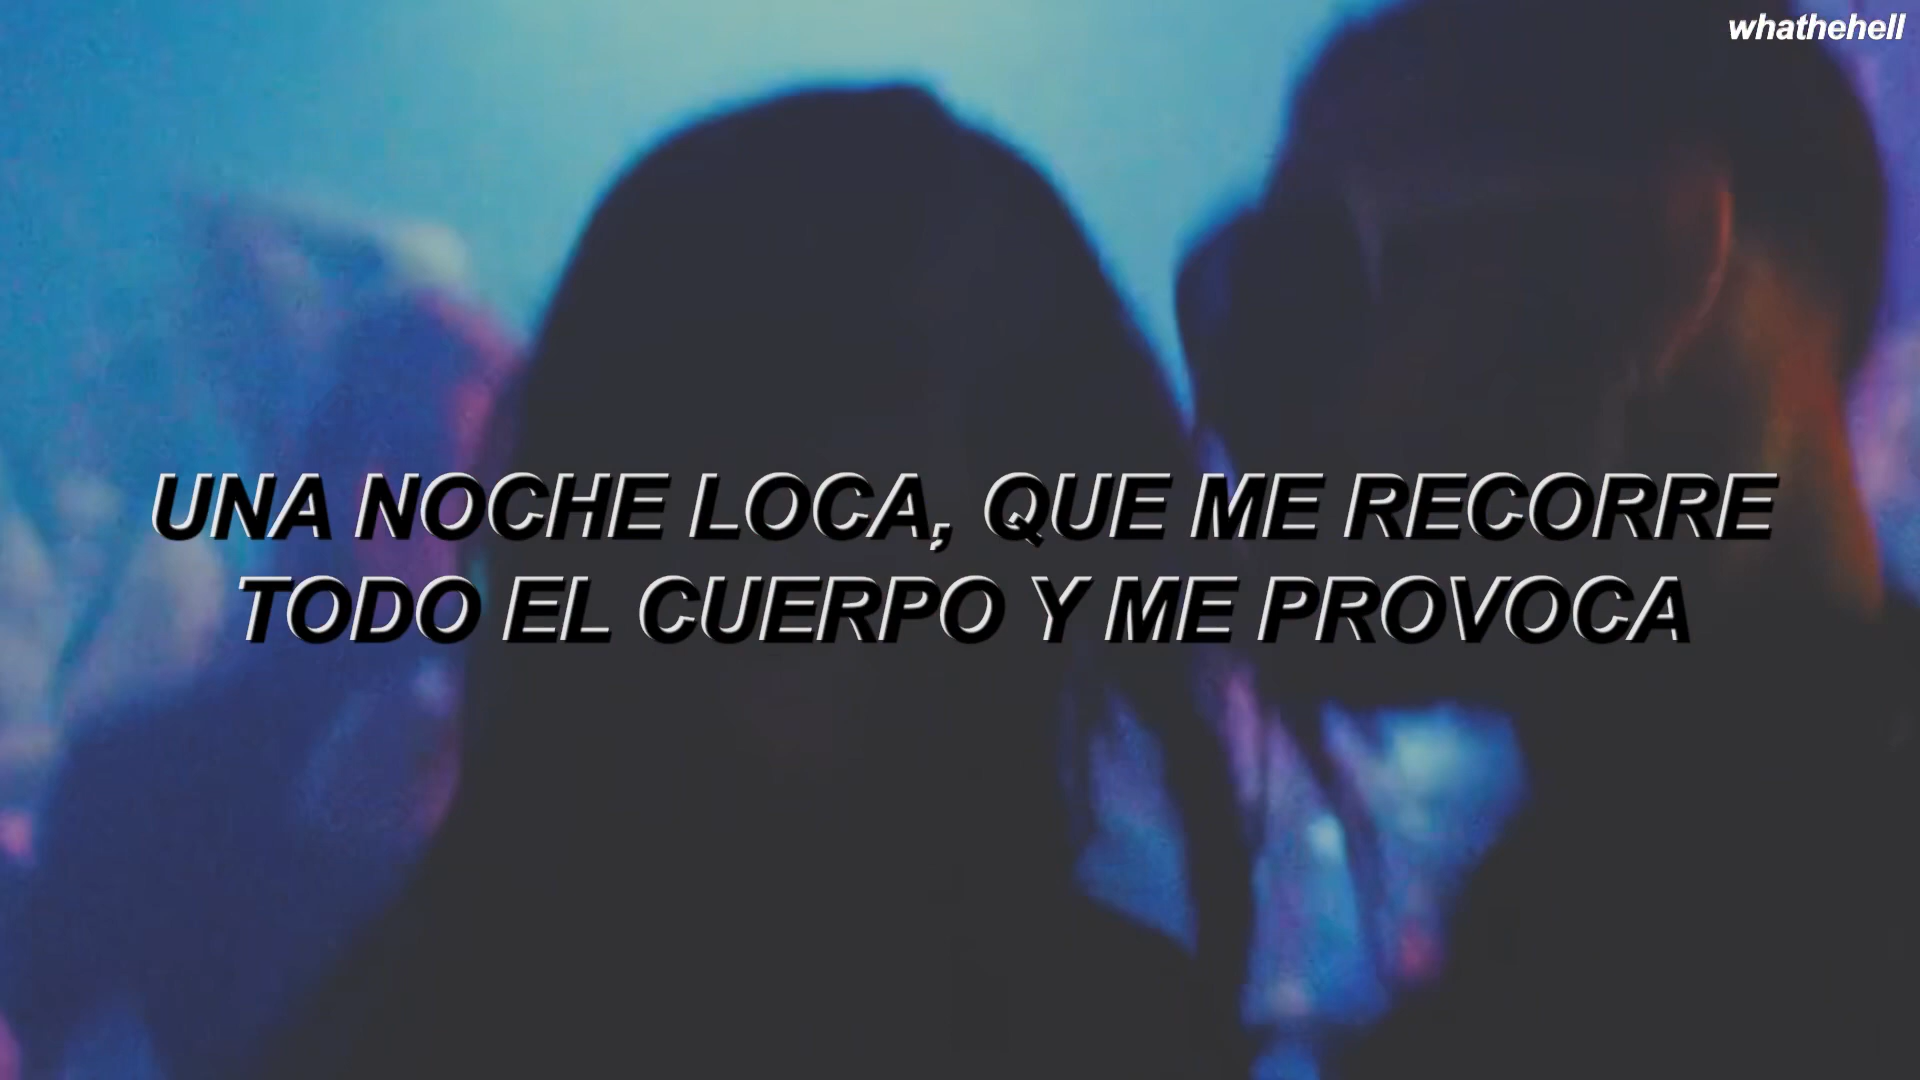 whathehell
UNA NOCHE LOCA, QUE ME RECORRE
TODO EL CUERPO Y ME PROVOCA